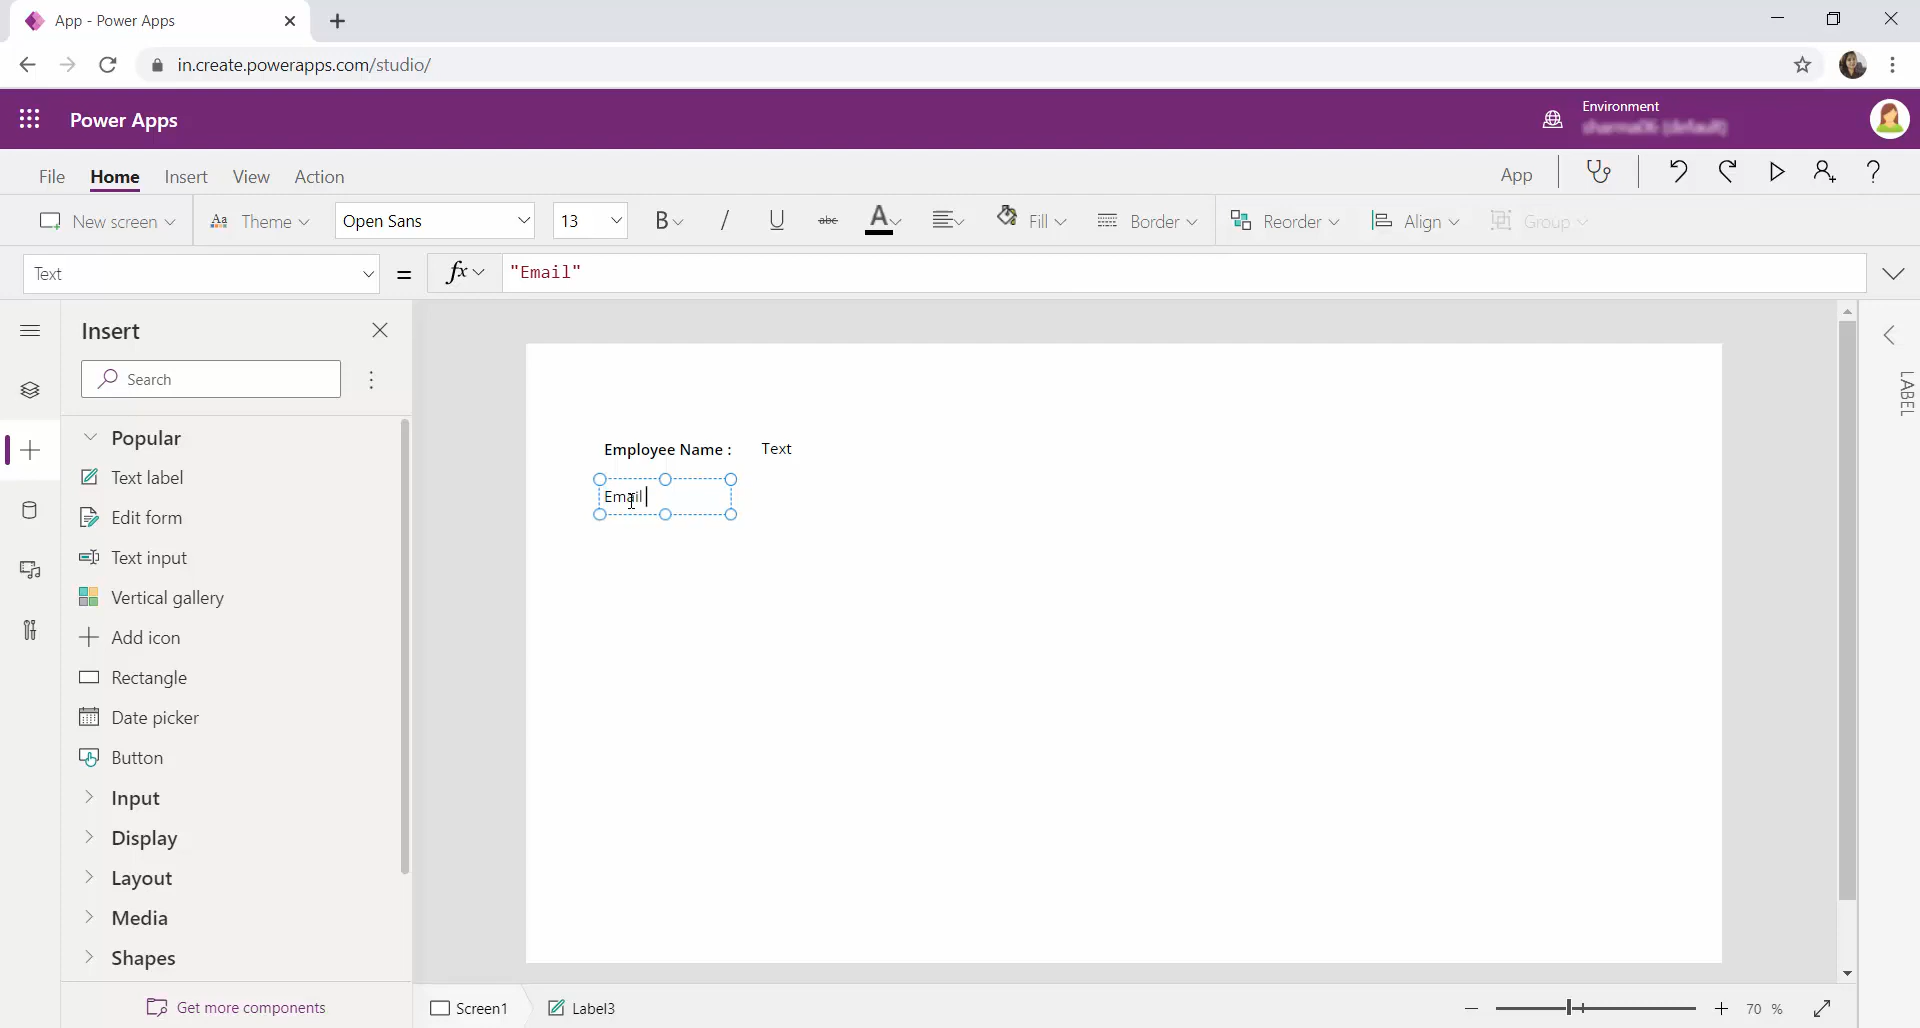 App - Power Apps
in.create.powerapps.com/studio/
Power Apps
Environment
File Home Insert View Action
App
New screen Theme Open Sans 13 B / U abc A Fill Border Reorder Align Group
Text = fx "Email"
Insert
Search
Popular
Text label
Edit form
Text input
Vertical gallery
Add icon
Rectangle
Date picker
Button
Input
Display
Layout
Media
Shapes
Get more components
Employee Name : Text
Email
LABEL
Screen1 Label3
70 %